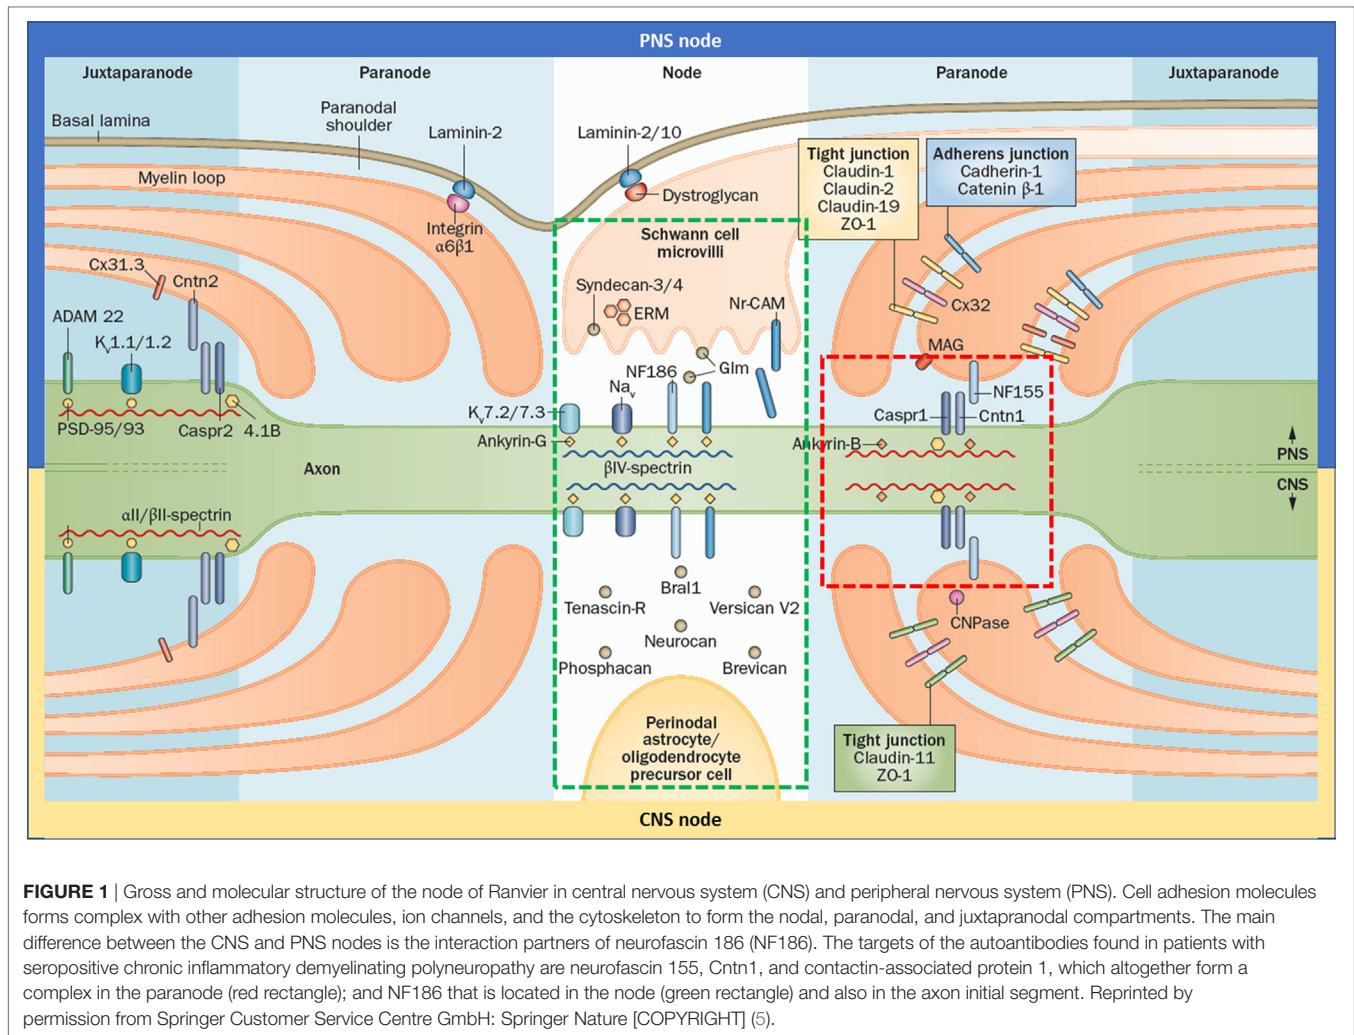 PNS node
Juxtaparanode
Paranode
Node
Paranode
Juxtaparanode
Basal lamina
Paranodal
shoulder
Laminin-2
Laminin-2/10
Tight junction
Claudin-1
Claudin-2
Claudin-19
ZO-1
Adherens junction
Cadherin-1
Catenin β-1
Myelin loop
Dystroglycan
Integrin
α6β1
Schwann cell
microvilli
Cx31.3
Cntn2
Syndecan-3/4
ERM
Nr-CAM
Cx32
ADAM 22
Kv1.1/1.2
MAG
Glm
NF186
Nav
NF155
Kv7.2/7.3
Caspr1
Cntn1
PSD-95/93
Caspr2
4.1B
Ankyrin-G
Ankyrin-B
Axon
βIV-spectrin
PNS
CNS
αII/βII-spectrin
Bral1
Tenascin-R
Versican V2
Neurocan
CNPase
Phosphacan
Brevican
Perinodal
astrocyte/
oligodendrocyte
precursor cell
Tight junction
Claudin-11
ZO-1
CNS node
FIGURE 1 | Gross and molecular structure of the node of Ranvier in central nervous system (CNS) and peripheral nervous system (PNS). Cell adhesion molecules
forms complex with other adhesion molecules, ion channels, and the cytoskeleton to form the nodal, paranodal, and juxtapranodal compartments. The main
difference between the CNS and PNS nodes is the interaction partners of neurofascin 186 (NF186). The targets of the autoantibodies found in patients with
seropositive chronic inflammatory demyelinating polyneuropathy are neurofascin 155, Cntn1, and contactin-associated protein 1, which altogether form a
complex in the paranode (red rectangle); and NF186 that is located in the node (green rectangle) and also in the axon initial segment. Reprinted by
permission from Springer Customer Service Centre GmbH: Springer Nature [COPYRIGHT] (5).